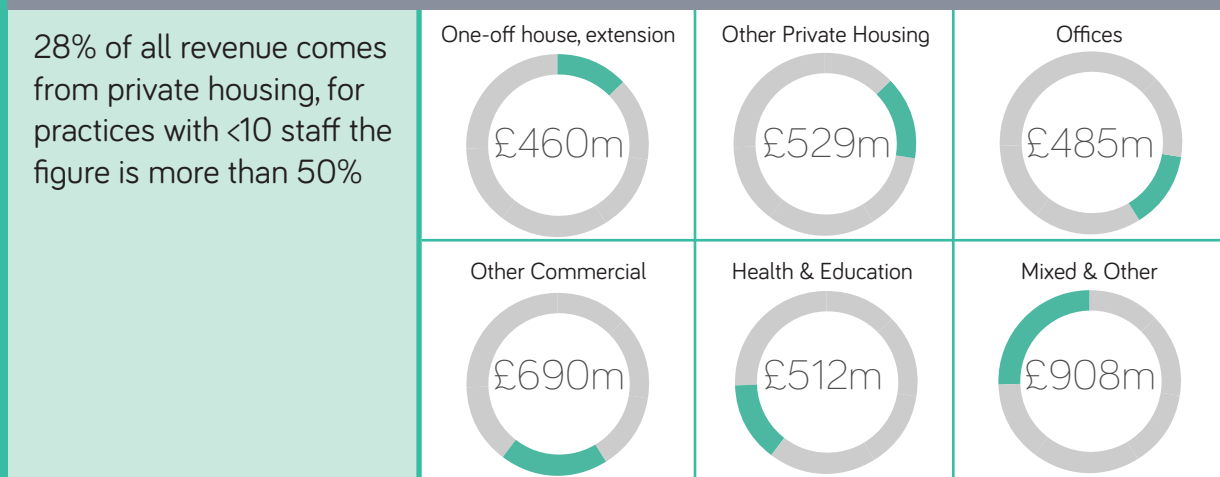 28% of all revenue comes
from private housing, for
practices with <10 staff the
figure is more than 50%
One-off house, extension
£460m
Other Private Housing
£529m
Offices
£485m
Other Commercial
£690m
Health & Education
£512m
Mixed & Other
£908m